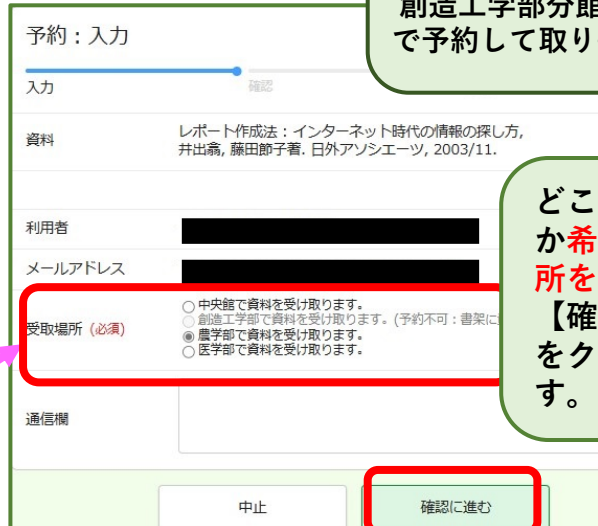 創造工学部分館
で予約して取り
予約：入力
入力
確認
資料
レポート作成法：インターネット時代の情報の探し方,
井出翕, 藤田節子著. 日外アソシエーツ, 2003/11.
利用者
メールアドレス
受取場所（必須）
中央館で資料を受け取ります。
創造工学部で資料を受け取ります。(予約不可：書架に
農学部で資料を受け取ります。
医学部で資料を受け取ります。
どこ
か希
所を
【確
をク
す。
通信欄
中止
確認に進む